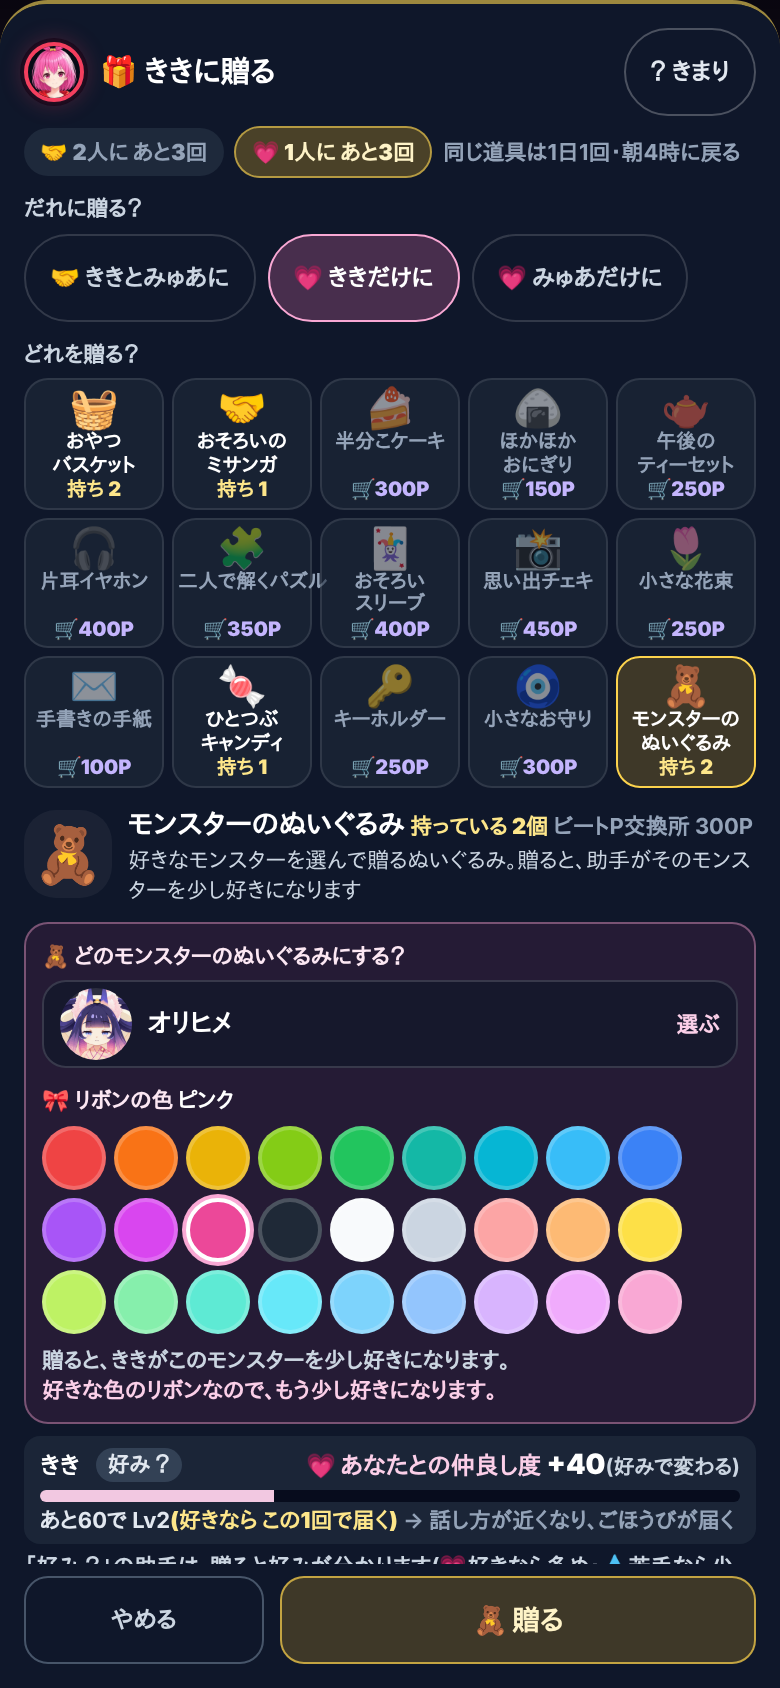 ききに贈る
? きまり
2人に あと3回
1人に あと3回
同じ道具は1日1回・朝4時に戻る
だれに贈る?
ききとみゅあに
ききだけに
みゅあだけに
どれを贈る?
おやつ
バスケット
持ち 2
おそろいの
ミサンガ
持ち 1
半分こケーキ
300P
ほかほか
おにぎり
150P
午後の
ティーセット
250P
片耳イヤホン
400P
二人で解くパズル
350P
おそろい
スリーブ
400P
思い出チェキ
450P
小さな花束
250P
手書きの手紙
100P
ひとつぶ
キャンディ
持ち 1
キーホルダー
250P
小さなお守り
300P
モンスターの
ぬいぐるみ
持ち 2
モンスターのぬいぐるみ 持っている 2個 ビートP交換所 300P
好きなモンスターを選んで贈るぬいぐるみ。贈ると、助手がそのモンス
ターを少し好きになります
どのモンスターのぬいぐるみにする?
オリヒメ
選ぶ
リボンの色 ピンク
贈ると、ききがこのモンスターを少し好きになります。
好きな色のリボンなので、もう少し好きになります。
きき 好み ? あなたとの仲良し度 +40(好みで変わる)
あと60で Lv2(好きなら この1回で届く) → 話し方が近くなり、ごほうびが届く
「好み ?」の助手は、贈ると好みが分かります(
やめる
贈る